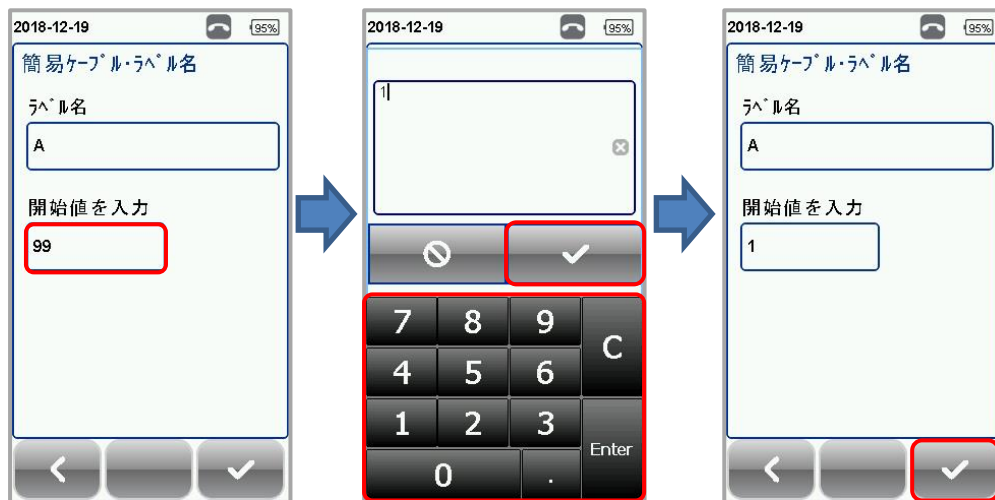 2018-12-19 95%
簡易ケーブル・ラベル名
ラベル名
A
開始値を入力
99
2018-12-19 95%
1
7 8 9 C
4 5 6
1 2 3 Enter
0 .
2018-12-19 95%
簡易ケーブル・ラベル名
ラベル名
A
開始値を入力
1